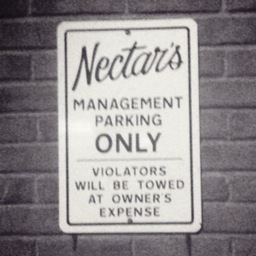 Nectar's
MANAGEMENT
PARKING
ONLY
VIOLATORS
WILL BE TOWED
AT OWNER'S
EXPENSE